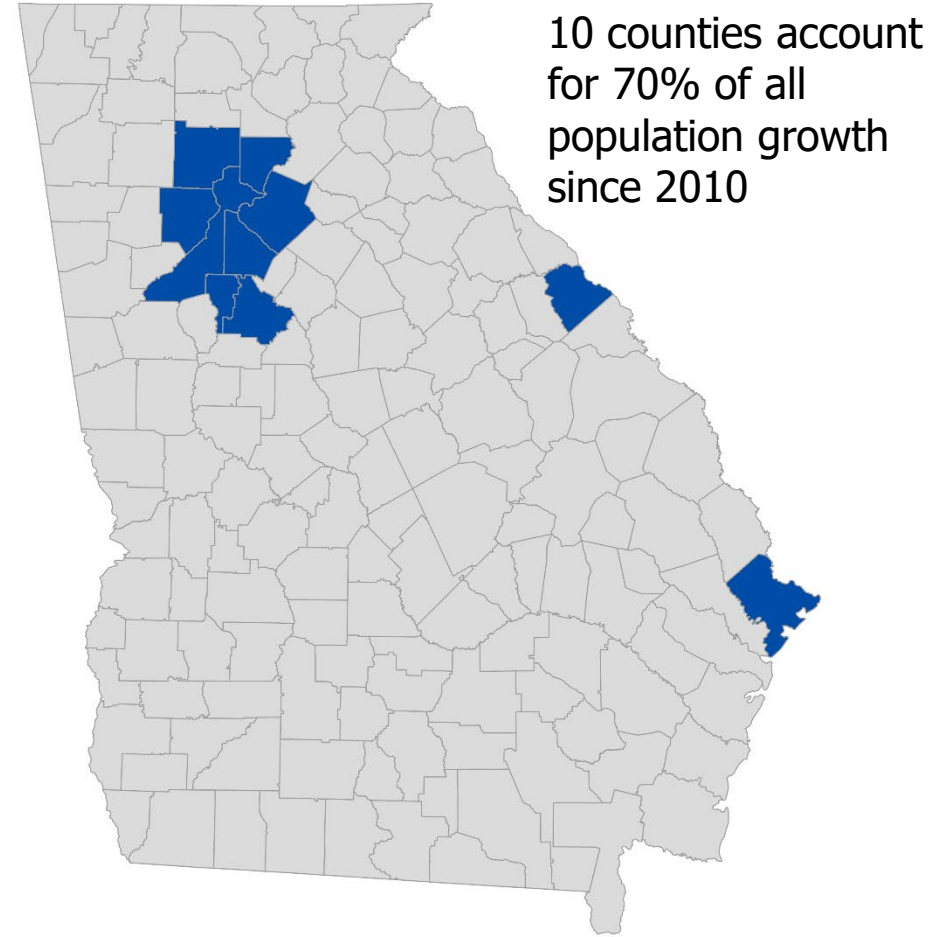 10 counties account
for 70% of all
population growth
since 2010